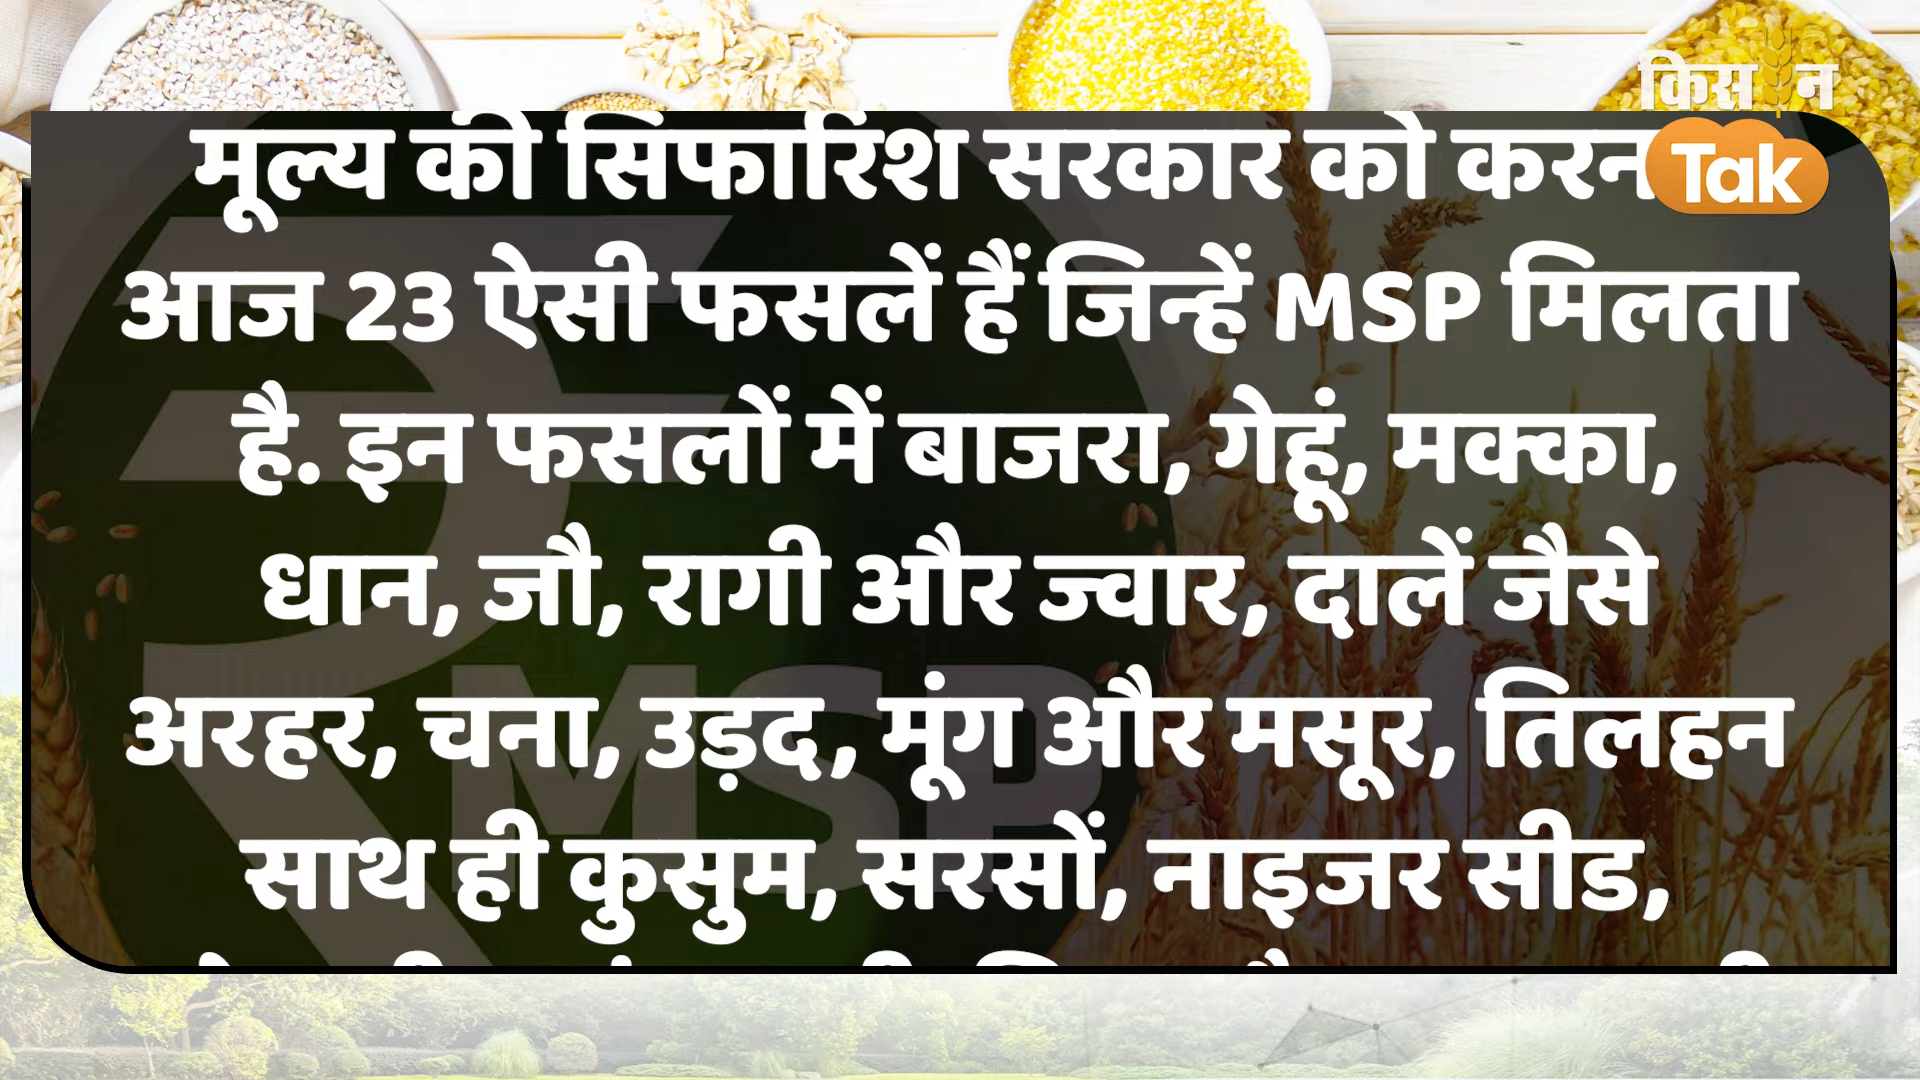 किसान
Tak
मूल्य की सिफारिश सरकार को करन
आज 23 ऐसी फसलें हैं जिन्हें MSP मिलता
है. इन फसलों में बाजरा, गेहूं, मक्का,
धान, जौ, रागी और ज्वार, दालें जैसे
अरहर, चना, उड़द, मूंग और मसूर, तिलहन
साथ ही कुसुम, सरसों, नाइजर सीड,
MSP